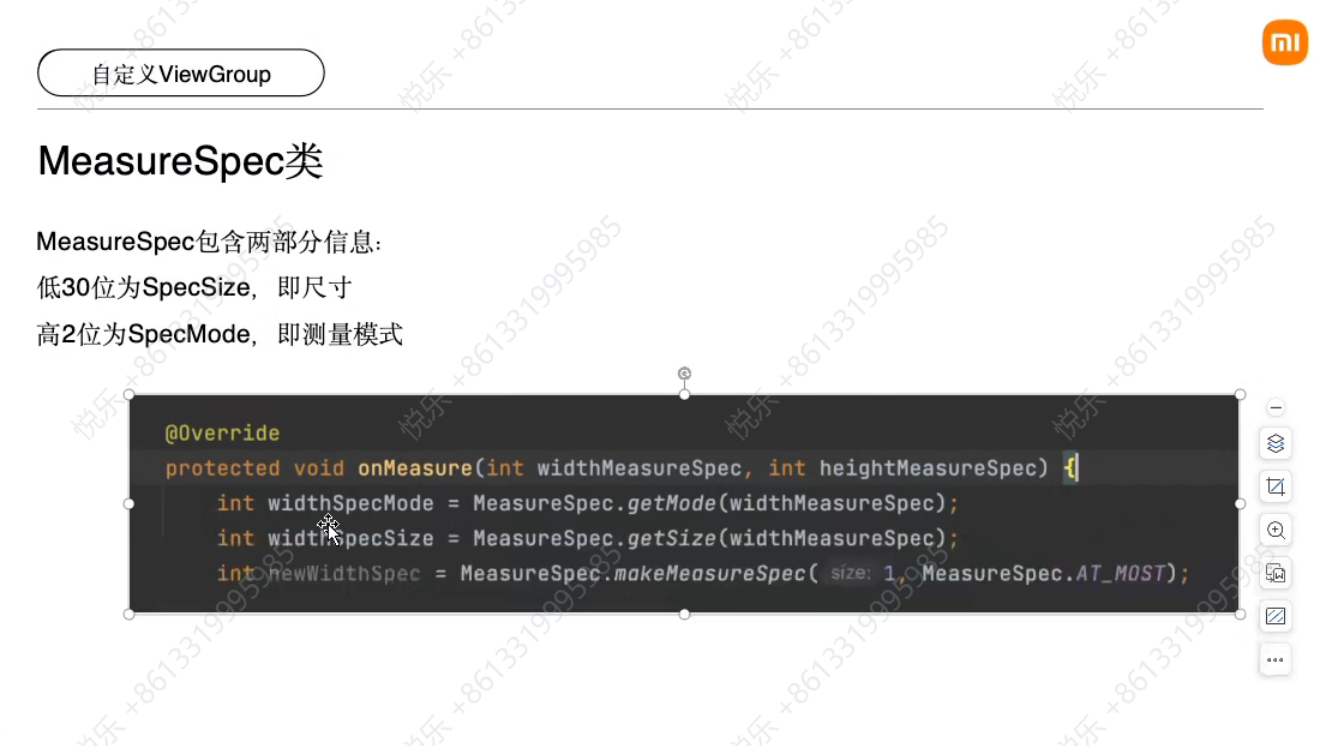 自定义ViewGroup
MeasureSpec类
MeasureSpec包含两部分信息：
低30位为SpecSize，即尺寸
高2位为SpecMode，即测量模式
@Override
protected void onMeasure(int widthMeasureSpec, int heightMeasureSpec) {
int widthSpecMode = MeasureSpec.getMode(widthMeasureSpec);
int widthSpecSize = MeasureSpec.getSize(widthMeasureSpec);
int newWidthSpec = MeasureSpec.makeMeasureSpec( size: 1, MeasureSpec.AT_MOST);
悦乐 +8613319995985